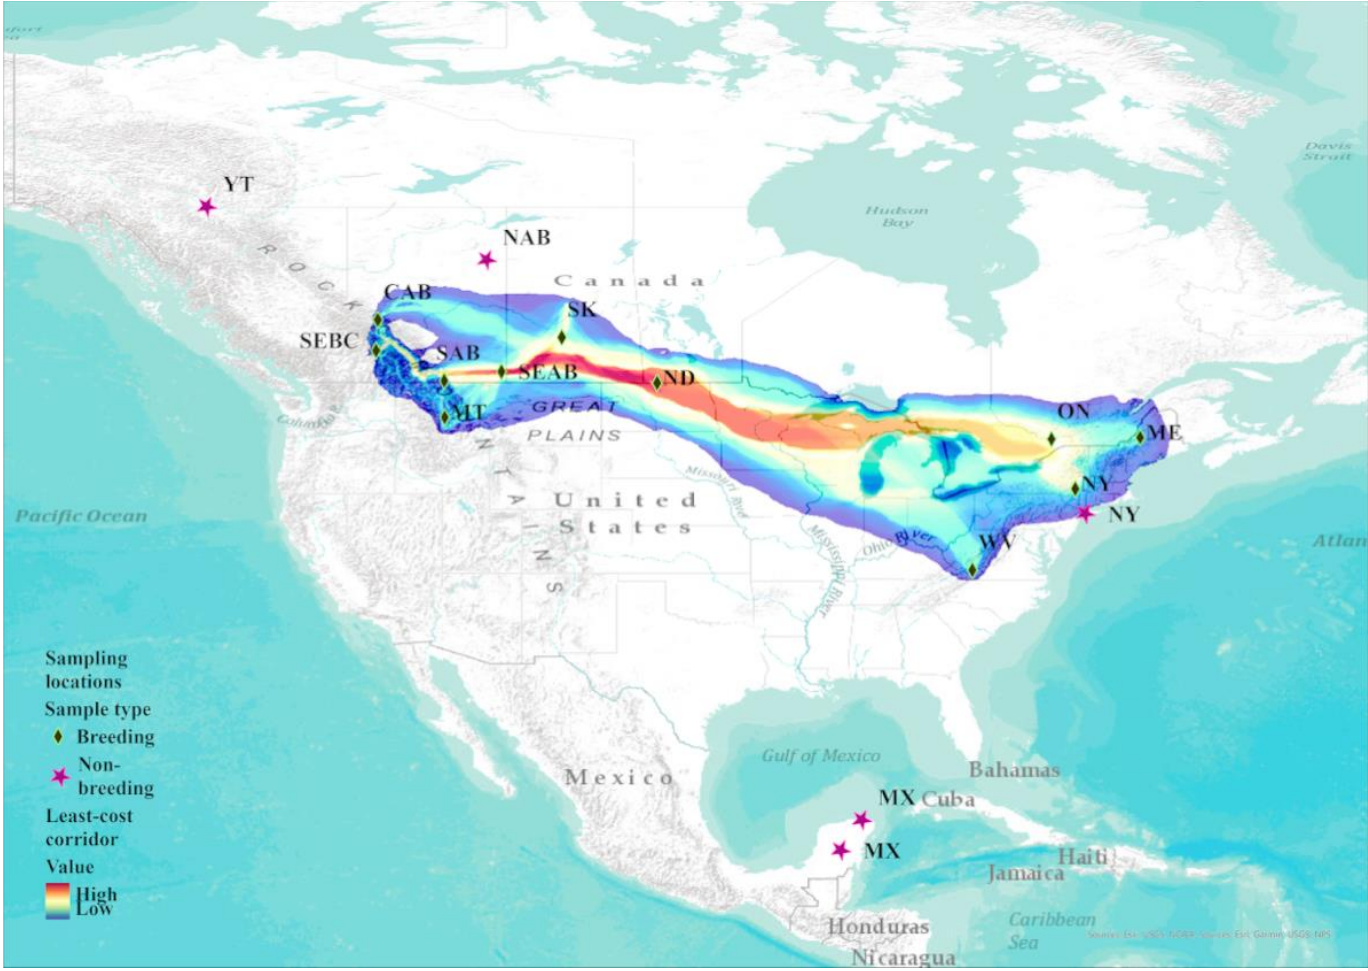 Davis
Strait
Hudson
Bay
YT
NAB
ROCK
Canada
CAB
SK
SEBC
SAB
SEAB
ND
MT
GREAT
PLAINS
ON
ME
NY
NY
WV
NTAINS
Missouri River
Mississippi River
Ohio River
United
States
Pacific Ocean
Atlan
Sampling
locations
Sample type
Breeding
Non-
breeding
Least-cost
corridor
Value
High
Low
Gulf of Mexico
Mexico
Bahamas
MX
Cuba
MX
Haiti
Jamaica
Honduras
Nicaragua
Caribbean
Sea